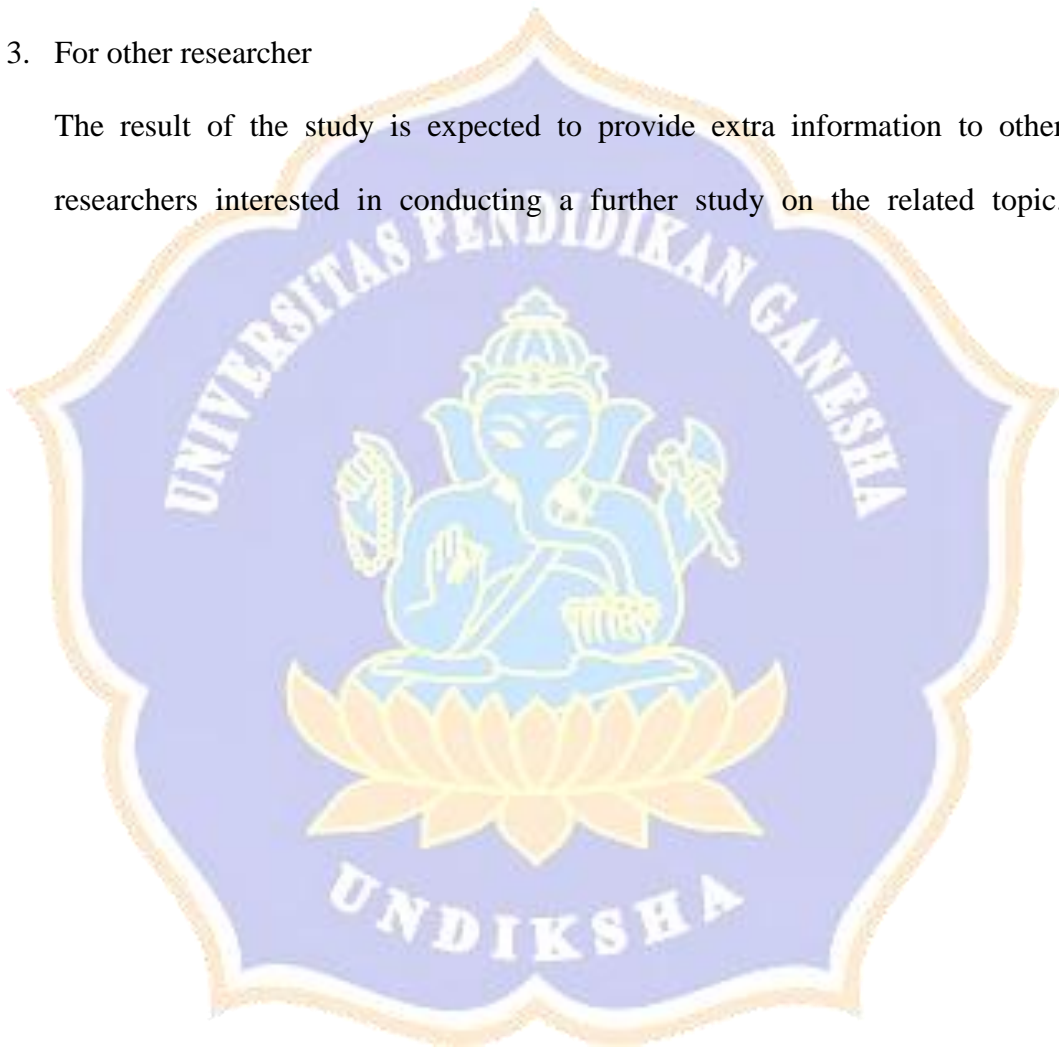 3. For other researcher
The result of the study is expected to provide extra information to other
researchers interested in conducting a further study on the related topic.
UNIVERSITAS PENDIDIKAN GANESHA
UNDIKSHA